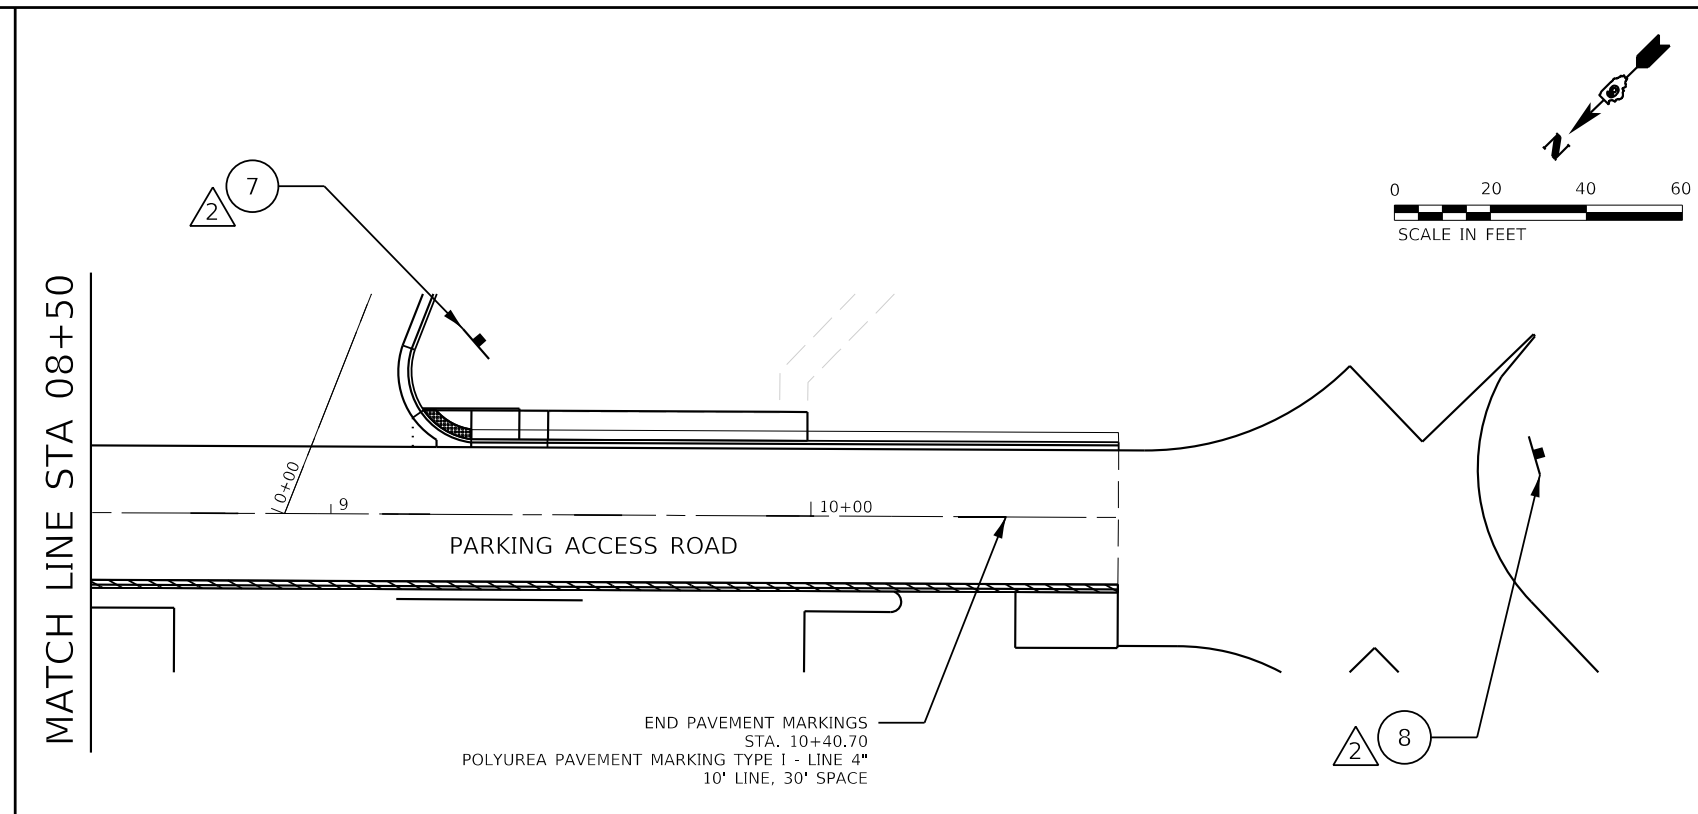 N
0 20 40 60
SCALE IN FEET
7
2
MATCH LINE STA 08+50
0+00
9
10+00
PARKING ACCESS ROAD
END PAVEMENT MARKINGS
STA. 10+40.70
POLYUREA PAVEMENT MARKING TYPE I - LINE 4"
10' LINE, 30' SPACE
8
2